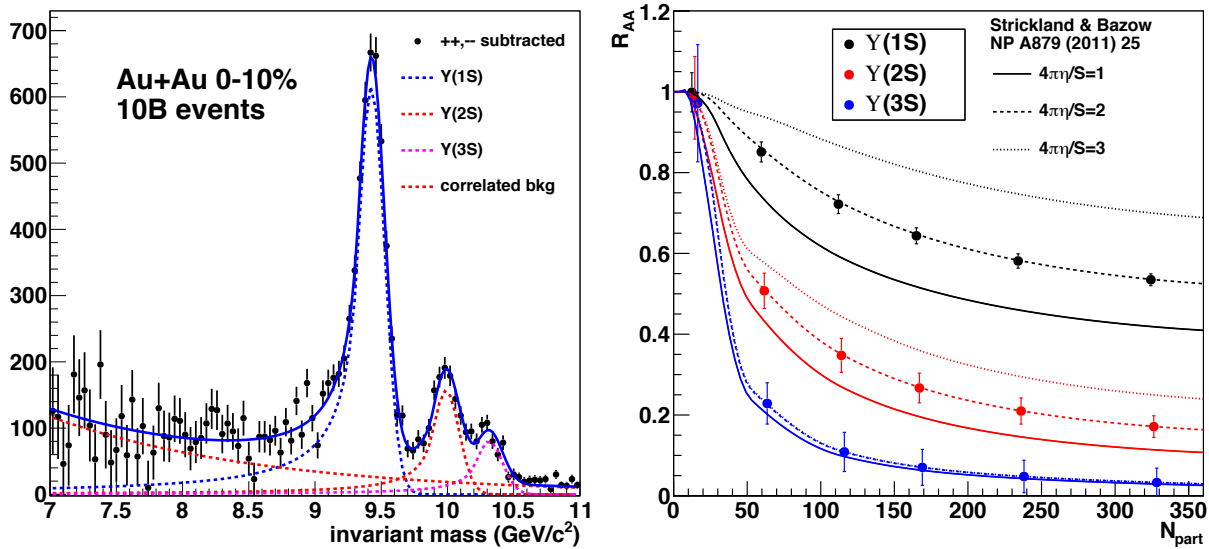 Au+Au 0-10%
10B events
++,-- subtracted
Υ(1S)
Υ(2S)
Υ(3S)
correlated bkg
700
600
500
400
300
200
100
0
7 7.5 8 8.5 9 9.5 10 10.5 11
invariant mass (GeV/c²)
R_AA
1.2
1
0.8
0.6
0.4
0.2
0
Υ(1S)
Υ(2S)
Υ(3S)
Strickland & Bazow
NP A879 (2011) 25
4πη/S=1
4πη/S=2
4πη/S=3
0 50 100 150 200 250 300 350
N_part